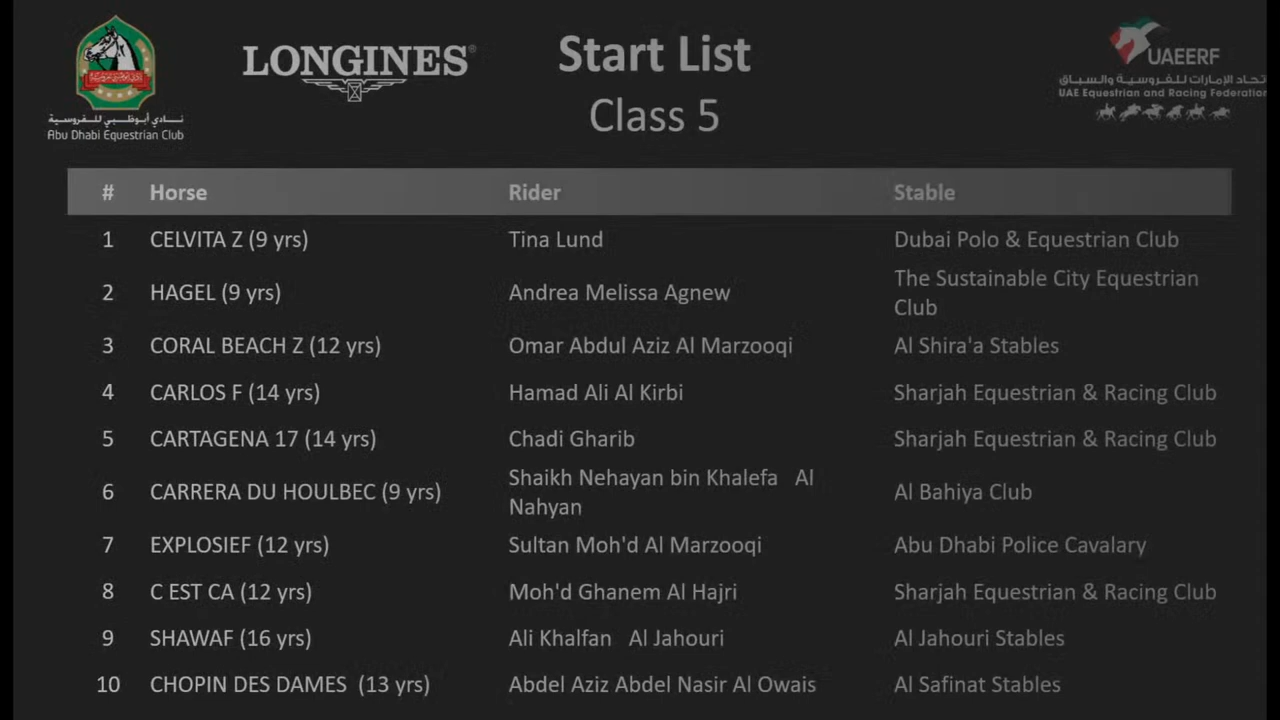 LONGINES
Start List
Class 5
نادي أبوظبي للفروسية
Abu Dhabi Equestrian Club
UAEERF
اتحاد الإمارات للفروسية والسباق
UAE Equestrian and Racing Federation
# Horse Rider Stable
1 CELVITA Z (9 yrs) Tina Lund Dubai Polo & Equestrian Club
2 HAGEL (9 yrs) Andrea Melissa Agnew The Sustainable City Equestrian
Club
3 CORAL BEACH Z (12 yrs) Omar Abdul Aziz Al Marzooqi Al Shira'a Stables
4 CARLOS F (14 yrs) Hamad Ali Al Kirbi Sharjah Equestrian & Racing Club
5 CARTAGENA 17 (14 yrs) Chadi Gharib Sharjah Equestrian & Racing Club
6 CARRERA DU HOULBEC (9 yrs) Shaikh Nehayan bin Khalefa Al
Nahyan Al Bahiya Club
7 EXPLOSIEF (12 yrs) Sultan Moh'd Al Marzooqi Abu Dhabi Police Cavalary
8 C EST CA (12 yrs) Moh'd Ghanem Al Hajri Sharjah Equestrian & Racing Club
9 SHAWAF (16 yrs) Ali Khalfan Al Jahouri Al Jahouri Stables
10 CHOPIN DES DAMES (13 yrs) Abdel Aziz Abdel Nasir Al Owais Al Safinat Stables